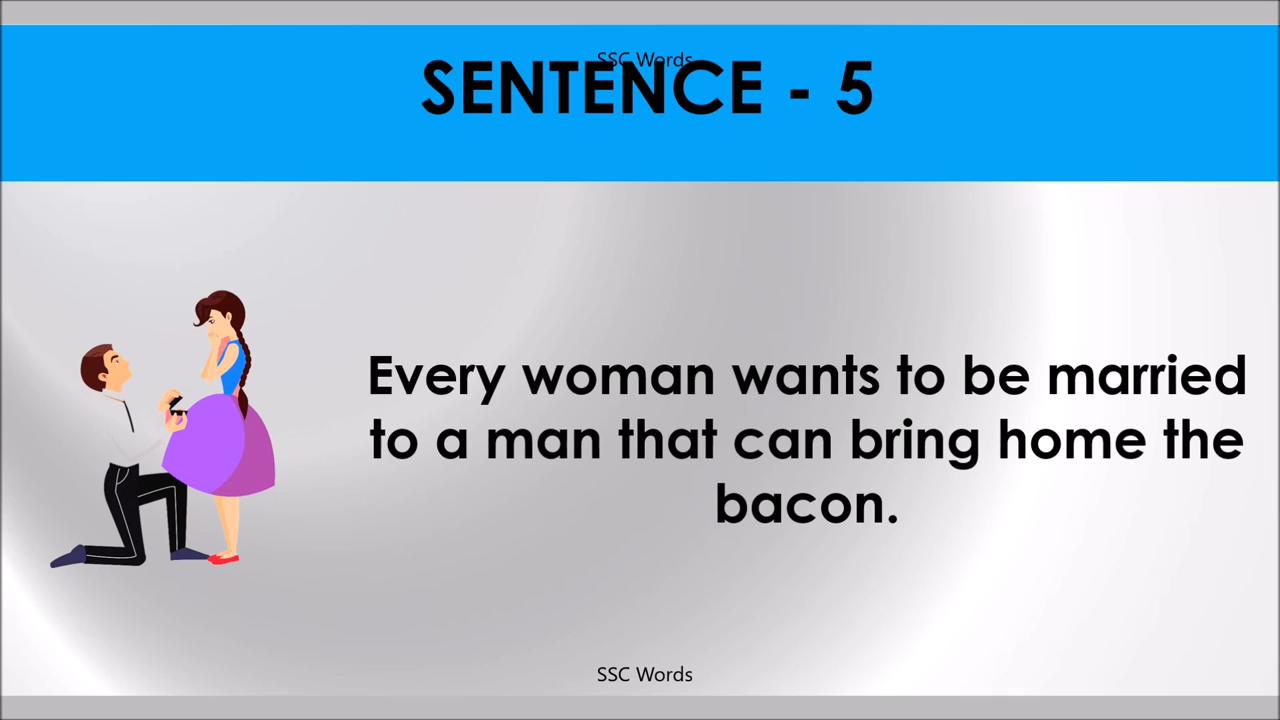 SSC Words
SENTENCE - 5
Every woman wants to be married
to a man that can bring home the
bacon.
SSC Words